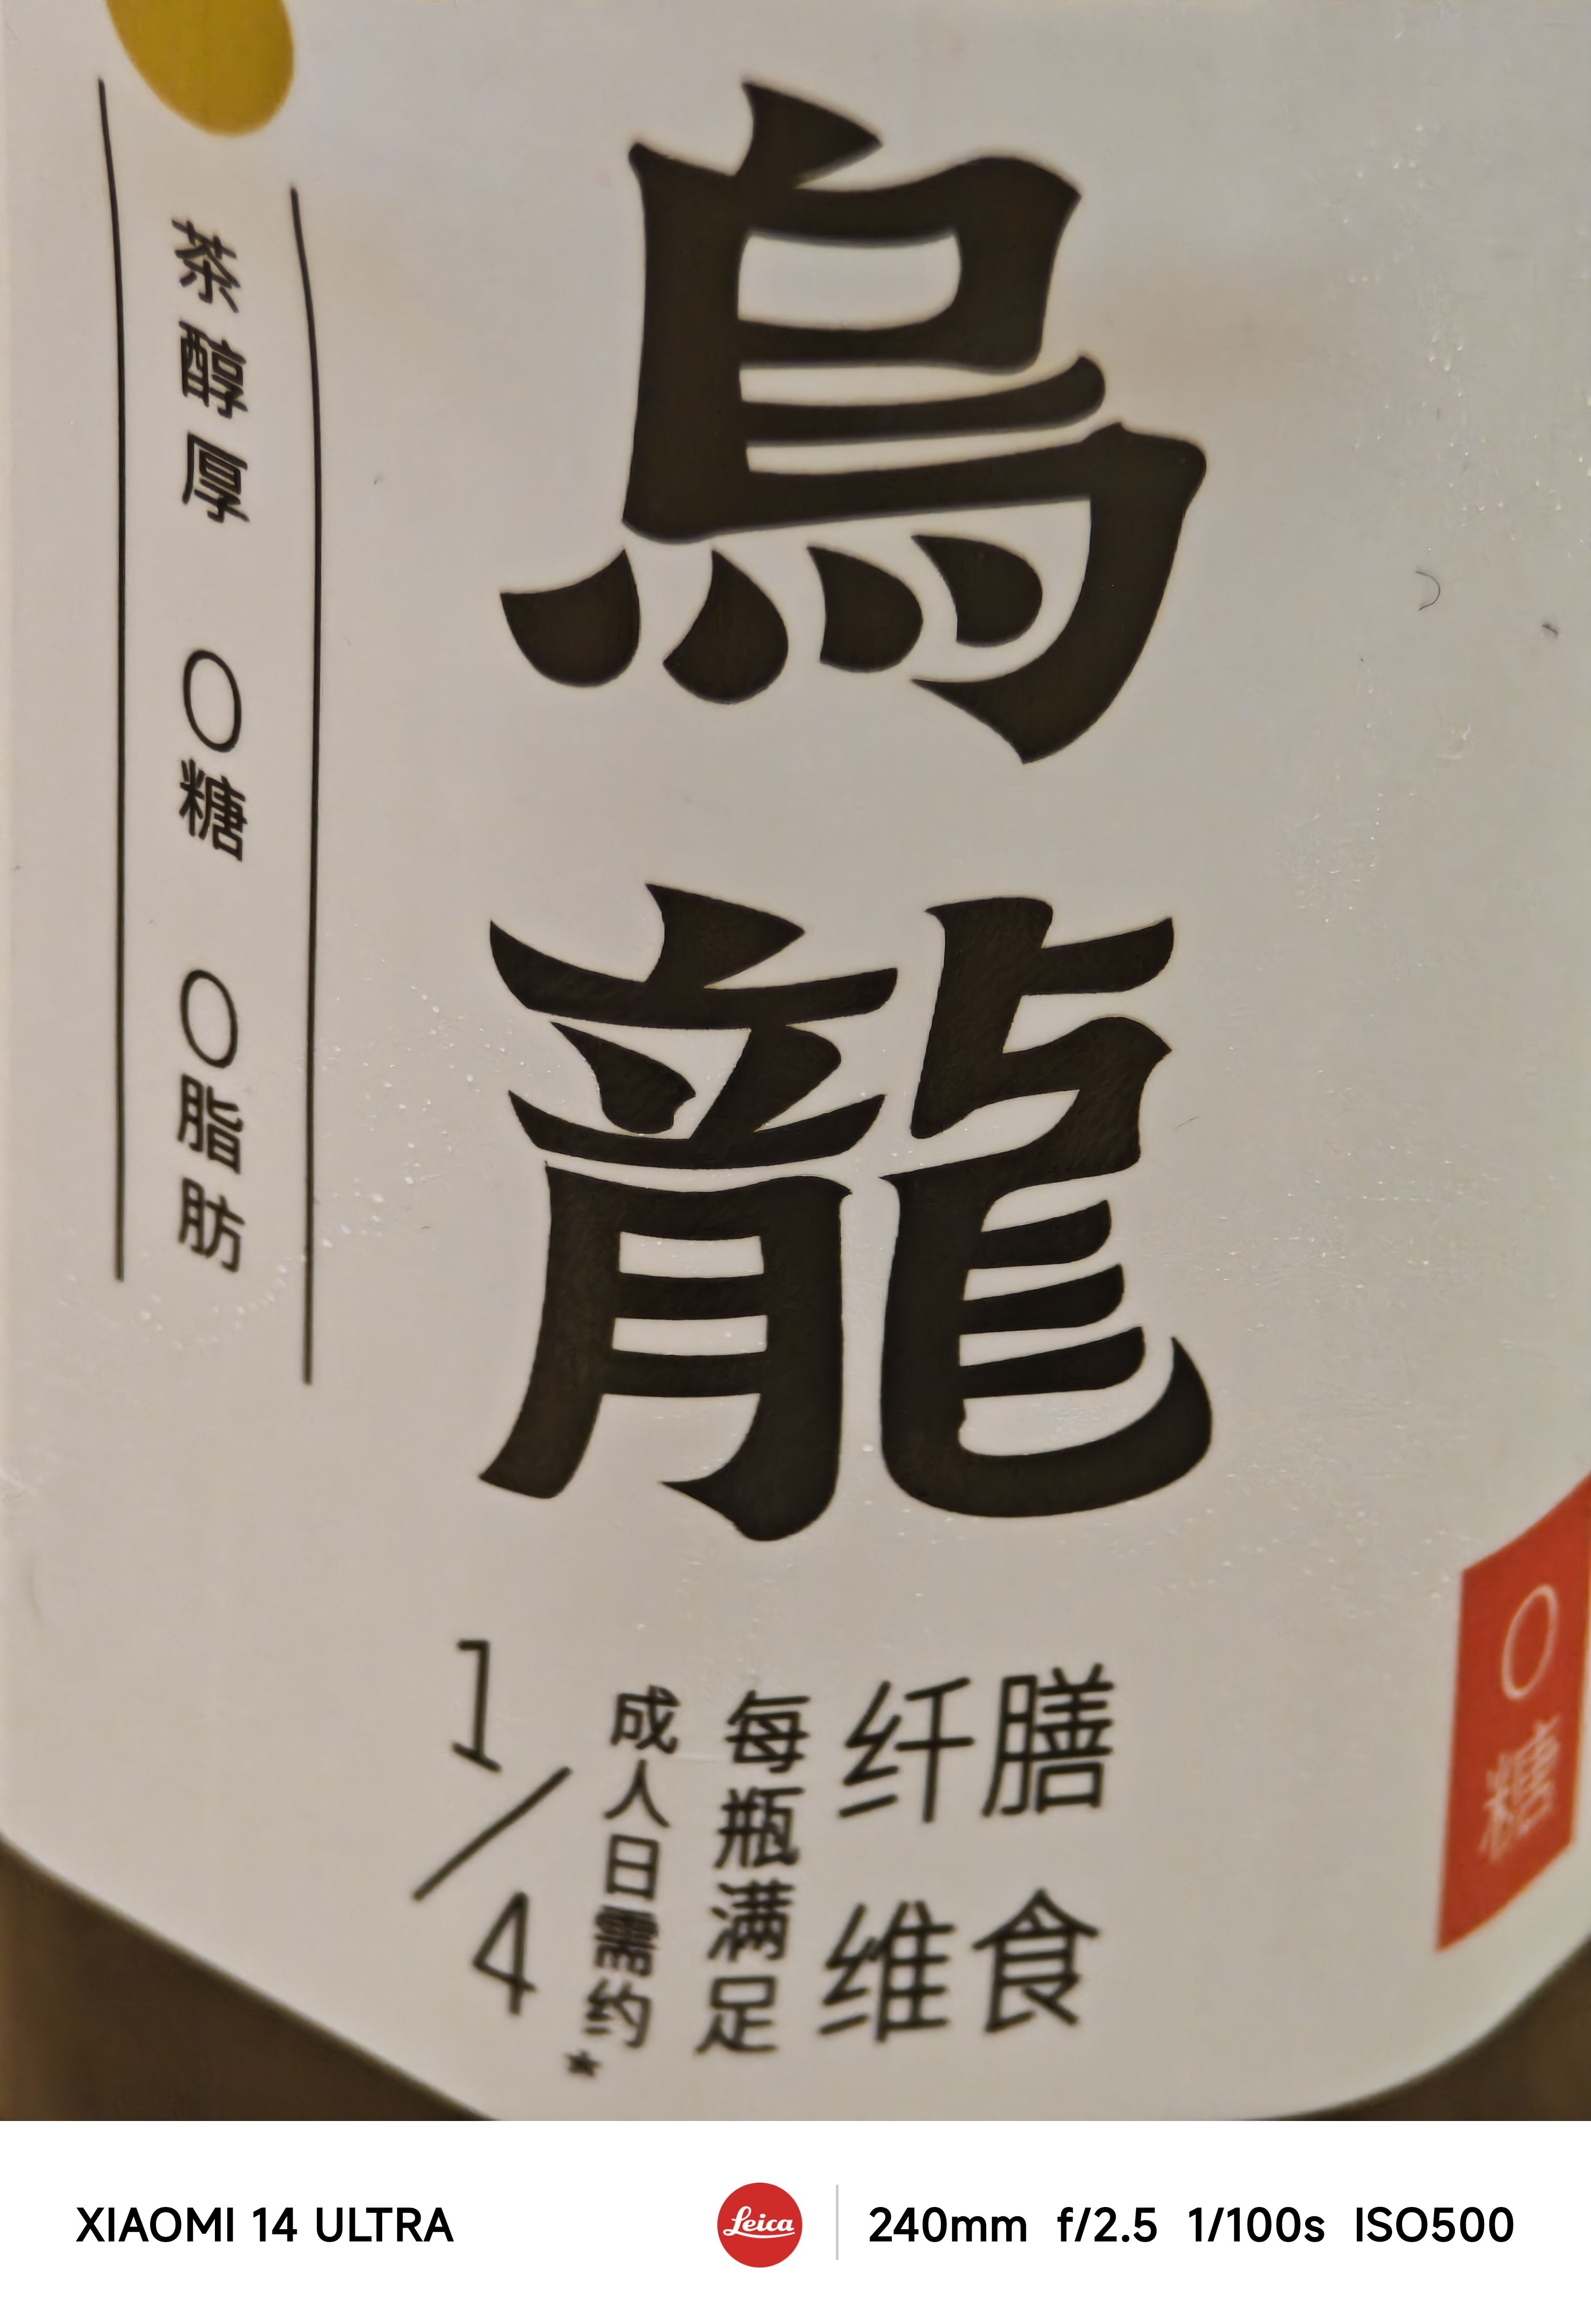 烏龍
茶醇厚 0糖 0脂肪
膳食
纤维
每瓶满足
成人日需约*
1/4
0糖
XIAOMI 14 ULTRA
Leica
240mm f/2.5 1/100s ISO500